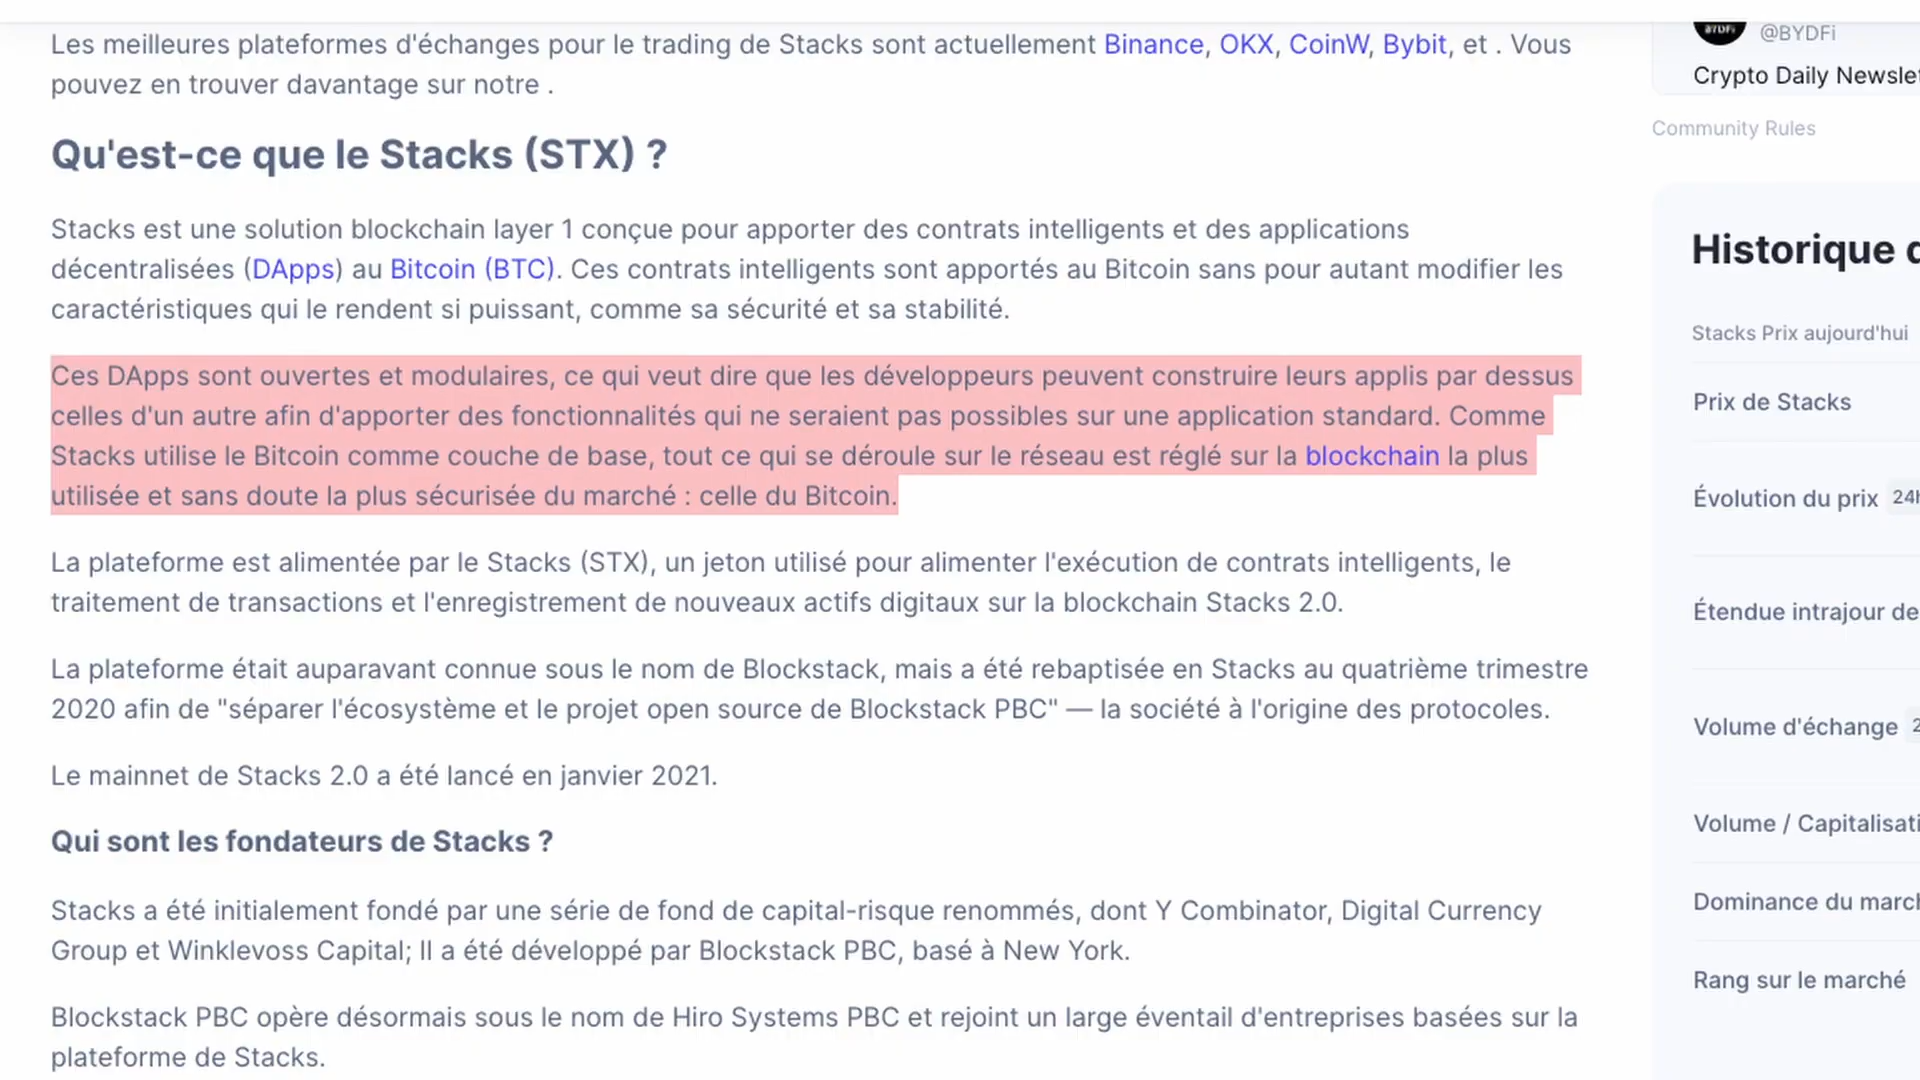 Les meilleures plateformes d'échanges pour le trading de Stacks sont actuellement Binance, OKX, CoinW, Bybit, et . Vous
pouvez en trouver davantage sur notre .
Qu'est-ce que le Stacks (STX) ?
Stacks est une solution blockchain layer 1 conçue pour apporter des contrats intelligents et des applications
décentralisées (DApps) au Bitcoin (BTC). Ces contrats intelligents sont apportés au Bitcoin sans pour autant modifier les
caractéristiques qui le rendent si puissant, comme sa sécurité et sa stabilité.
Ces DApps sont ouvertes et modulaires, ce qui veut dire que les développeurs peuvent construire leurs applis par dessus
celles d'un autre afin d'apporter des fonctionnalités qui ne seraient pas possibles sur une application standard. Comme
Stacks utilise le Bitcoin comme couche de base, tout ce qui se déroule sur le réseau est réglé sur la blockchain la plus
utilisée et sans doute la plus sécurisée du marché : celle du Bitcoin.
La plateforme est alimentée par le Stacks (STX), un jeton utilisé pour alimenter l'exécution de contrats intelligents, le
traitement de transactions et l'enregistrement de nouveaux actifs digitaux sur la blockchain Stacks 2.0.
La plateforme était auparavant connue sous le nom de Blockstack, mais a été rebaptisée en Stacks au quatrième trimestre
2020 afin de "séparer l'écosystème et le projet open source de Blockstack PBC" — la société à l'origine des protocoles.
Le mainnet de Stacks 2.0 a été lancé en janvier 2021.
Qui sont les fondateurs de Stacks ?
Stacks a été initialement fondé par une série de fond de capital-risque renommés, dont Y Combinator, Digital Currency
Group et Winklevoss Capital; Il a été développé par Blockstack PBC, basé à New York.
Blockstack PBC opère désormais sous le nom de Hiro Systems PBC et rejoint un large éventail d'entreprises basées sur la
plateforme de Stacks.
BYDFi
@BYDFi
Crypto Daily Newslet
Community Rules
Historique d
Stacks Prix aujourd'hui
Prix de Stacks
Évolution du prix 24h
Étendue intrajour de
Volume d'échange 2
Volume / Capitalisati
Dominance du march
Rang sur le marché